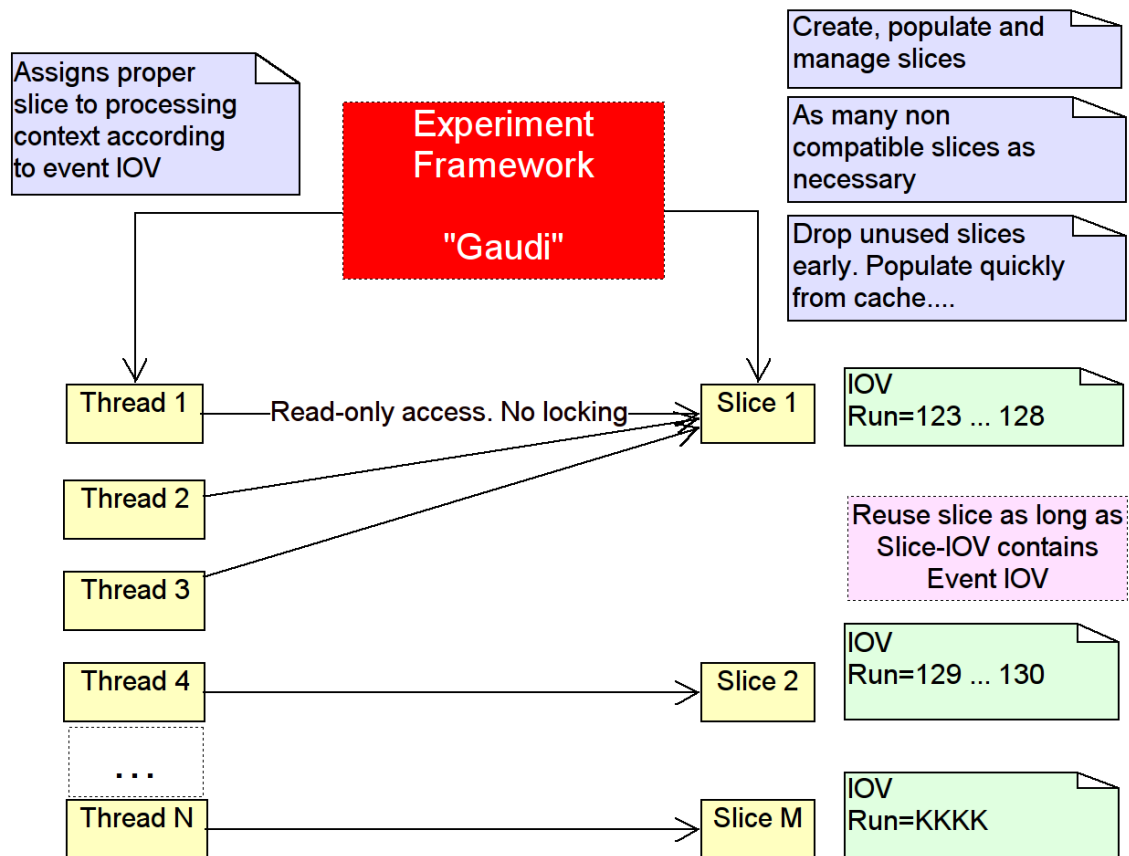 Assigns proper
slice to processing
context according
to event IOV
Experiment
Framework
"Gaudi"
Create, populate and
manage slices
As many non
compatible slices as
necessary
Drop unused slices
early. Populate quickly
from cache....
Thread 1
Read-only access. No locking
Slice 1
IOV
Run=123 ... 128
Thread 2
Thread 3
Reuse slice as long as
Slice-IOV contains
Event IOV
Thread 4
Slice 2
IOV
Run=129 ... 130
...
Thread N
Slice M
IOV
Run=KKKK